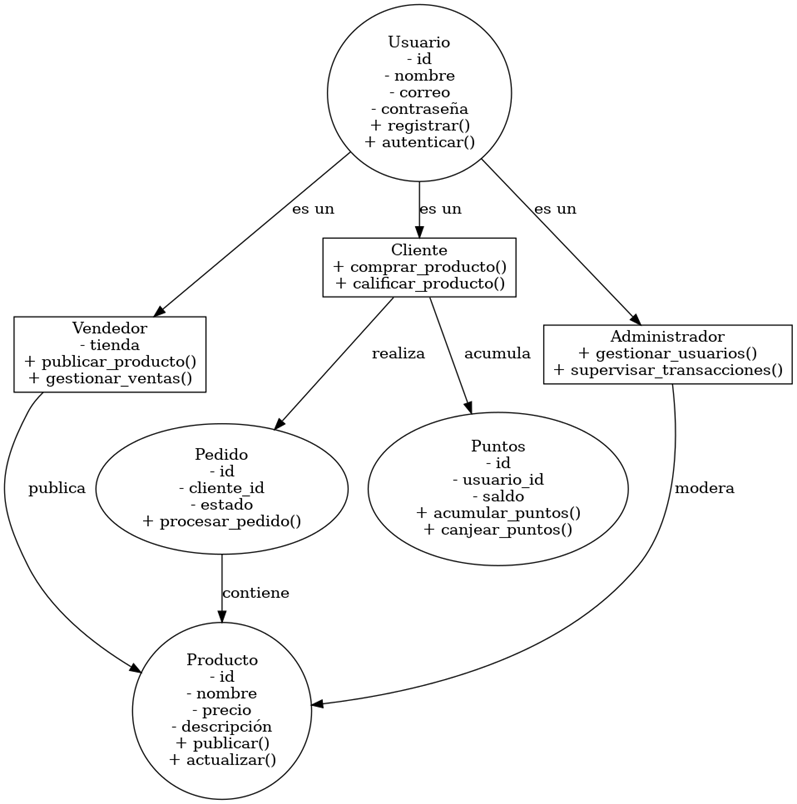 Usuario
- id
- nombre
- correo
- contraseña
+ registrar()
+ autenticar()
es un
es un
es un
Cliente
+ comprar_producto()
+ calificar_producto()
Vendedor
- tienda
+ publicar_producto()
+ gestionar_ventas()
Administrador
+ gestionar_usuarios()
+ supervisar_transacciones()
realiza
acumula
Pedido
- id
- cliente_id
- estado
+ procesar_pedido()
Puntos
- id
- usuario_id
- saldo
+ acumular_puntos()
+ canjear_puntos()
publica
modera
contiene
Producto
- id
- nombre
- precio
- descripción
+ publicar()
+ actualizar()